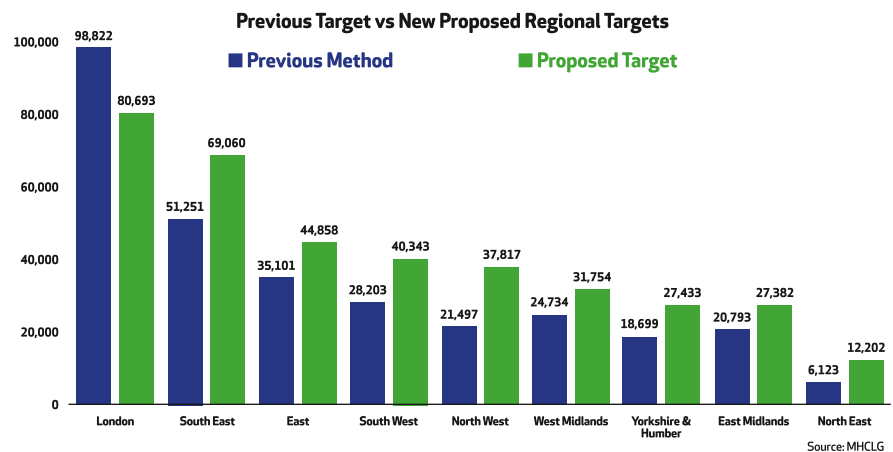 Previous Target vs New Proposed Regional Targets
Previous Method
Proposed Target
100,000
80,000
60,000
40,000
20,000
0
98,822
80,693
51,251
69,060
35,101
44,858
28,203
40,343
21,497
37,817
24,734
31,754
18,699
27,433
20,793
27,382
6,123
12,202
London
South East
East
South West
North West
West Midlands
Yorkshire &
Humber
East Midlands
North East
Source: MHCLG